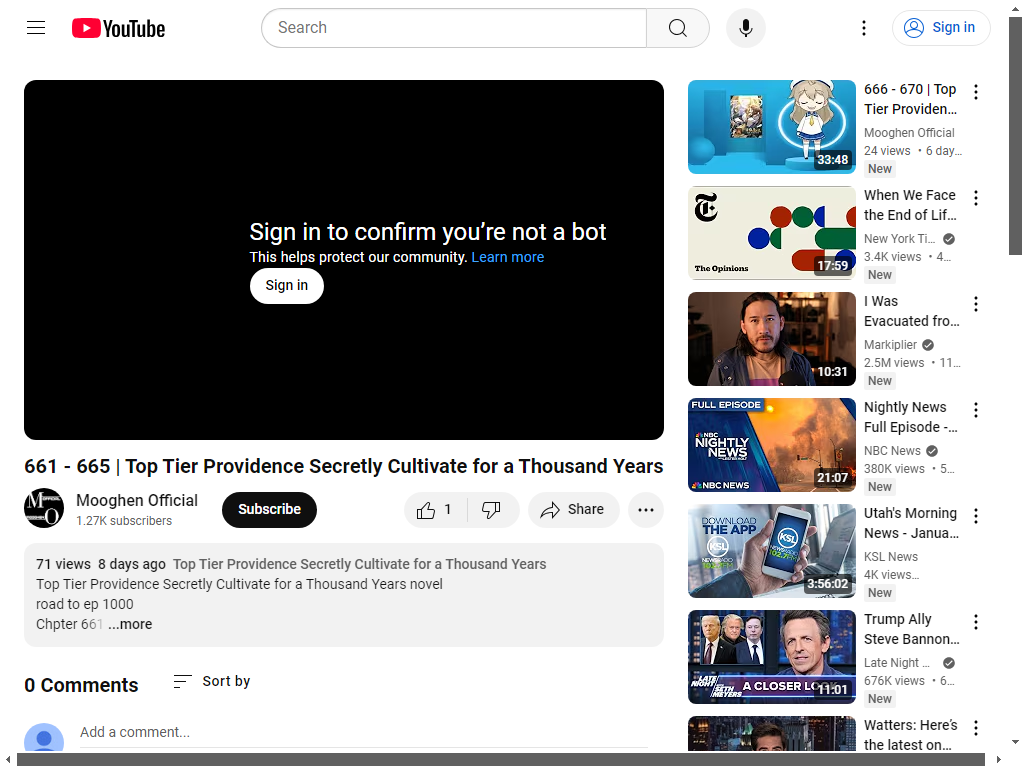 YouTube
Search
Sign in
Sign in to confirm you’re not a bot
This helps protect our community. Learn more
Sign in
661 - 665 | Top Tier Providence Secretly Cultivate for a Thousand Years
Mooghen Official
1.27K subscribers
Subscribe
1
Share
71 views 8 days ago Top Tier Providence Secretly Cultivate for a Thousand Years
Top Tier Providence Secretly Cultivate for a Thousand Years novel
road to ep 1000
Chpter 661 ...more
0 Comments
Sort by
Add a comment...
33:48
666 - 670 | Top
Tier Providen...
Mooghen Official
24 views • 6 day...
New
The Opinions
17:59
When We Face
the End of Lif...
New York Ti...
3.4K views • 4...
New
10:31
I Was
Evacuated fro...
Markiplier
2.5M views • 11...
New
FULL EPISODE
NBC
NIGHTLY
NEWS
NBC NEWS
21:07
Nightly News
Full Episode -...
NBC News
380K views • 5...
New
DOWNLOAD
THE APP
KSL
NEWSRADIO
102.7FM
KSL
3:56:02
Utah's Morning
News - Janua...
KSL News
4K views...
New
LATE
NIGHT
SETH
MEYERS
A CLOSER LOOK
11:01
Trump Ally
Steve Bannon...
Late Night ...
676K views • 6...
New
Watters: Here's
the latest on...